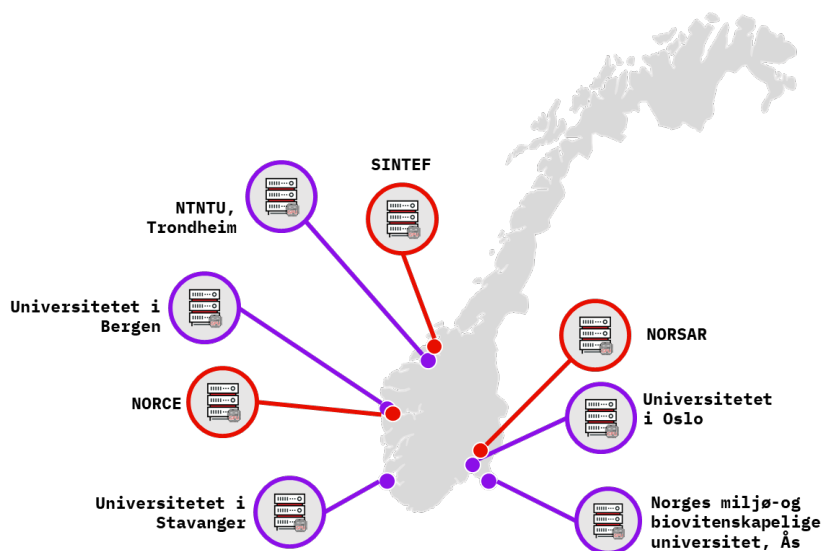 SINTEF
NTNTU,
Trondheim
Universitetet i
Bergen
NORSAR
NORCE
Universitetet
i Oslo
Universitetet i
Stavanger
Norges miljø-og
biovitenskapelige
universitet, Ås